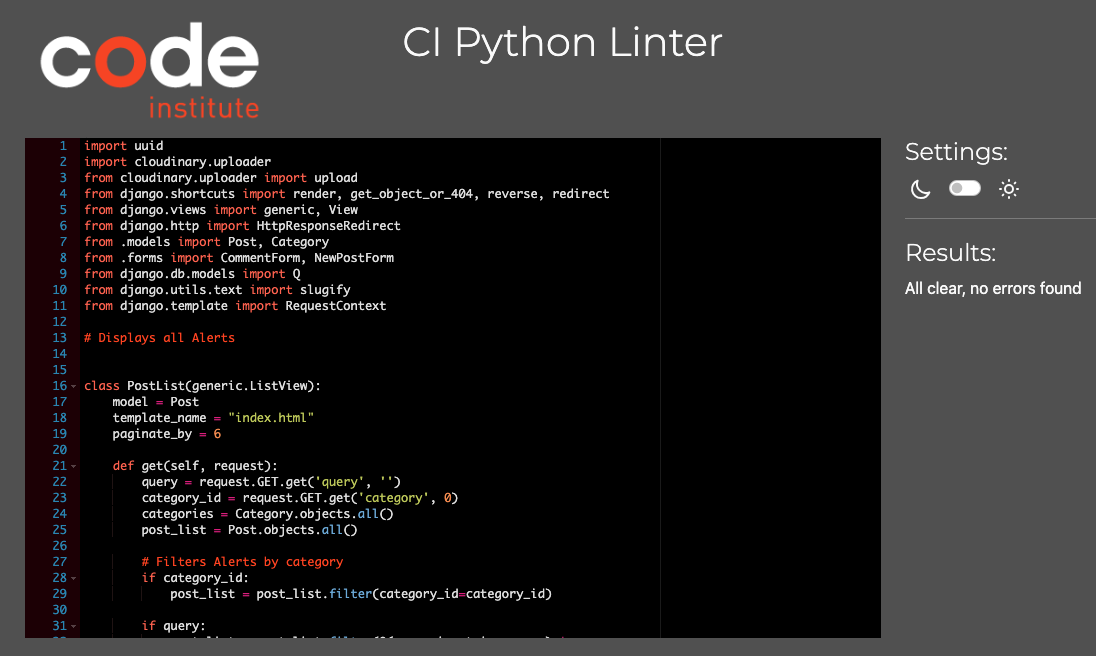 code
institute
CI Python Linter
1 import uuid
2 import cloudinary.uploader
3 from cloudinary.uploader import upload
4 from django.shortcuts import render, get_object_or_404, reverse, redirect
5 from django.views import generic, View
6 from django.http import HttpResponseRedirect
7 from .models import Post, Category
8 from .forms import CommentForm, NewPostForm
9 from django.db.models import Q
10 from django.utils.text import slugify
11 from django.template import RequestContext
12
13 # Displays all Alerts
14
15
16 class PostList(generic.ListView):
17     model = Post
18     template_name = "index.html"
19     paginate_by = 6
20
21     def get(self, request):
22         query = request.GET.get('query', '')
23         category_id = request.GET.get('category', 0)
24         categories = Category.objects.all()
25         post_list = Post.objects.all()
26
27         # Filters Alerts by category
28         if category_id:
29             post_list = post_list.filter(category_id=category_id)
30
31         if query:
Settings:
Results:
All clear, no errors found